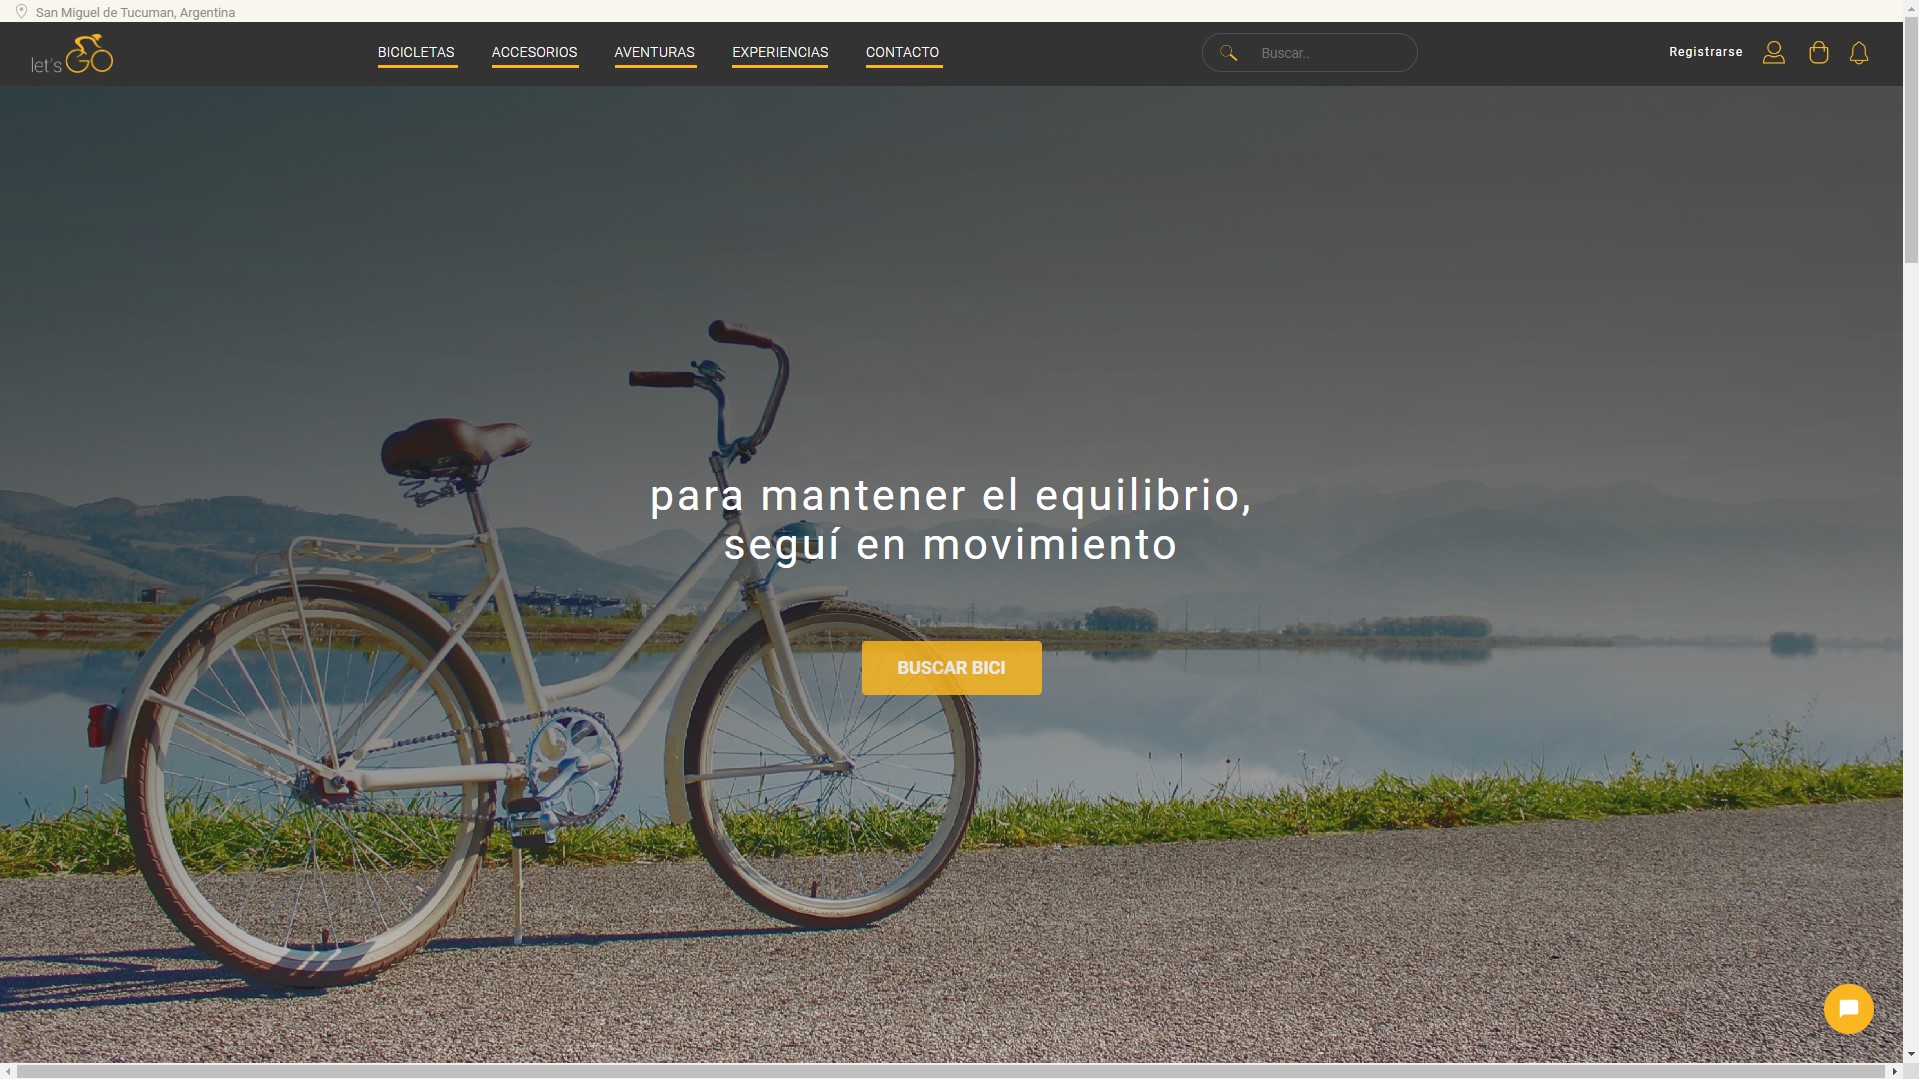 San Miguel de Tucuman, Argentina
let's GO
BICICLETAS
ACCESORIOS
AVENTURAS
EXPERIENCIAS
CONTACTO
Buscar..
Registrarse
para mantener el equilibrio,
seguí en movimiento
BUSCAR BICI